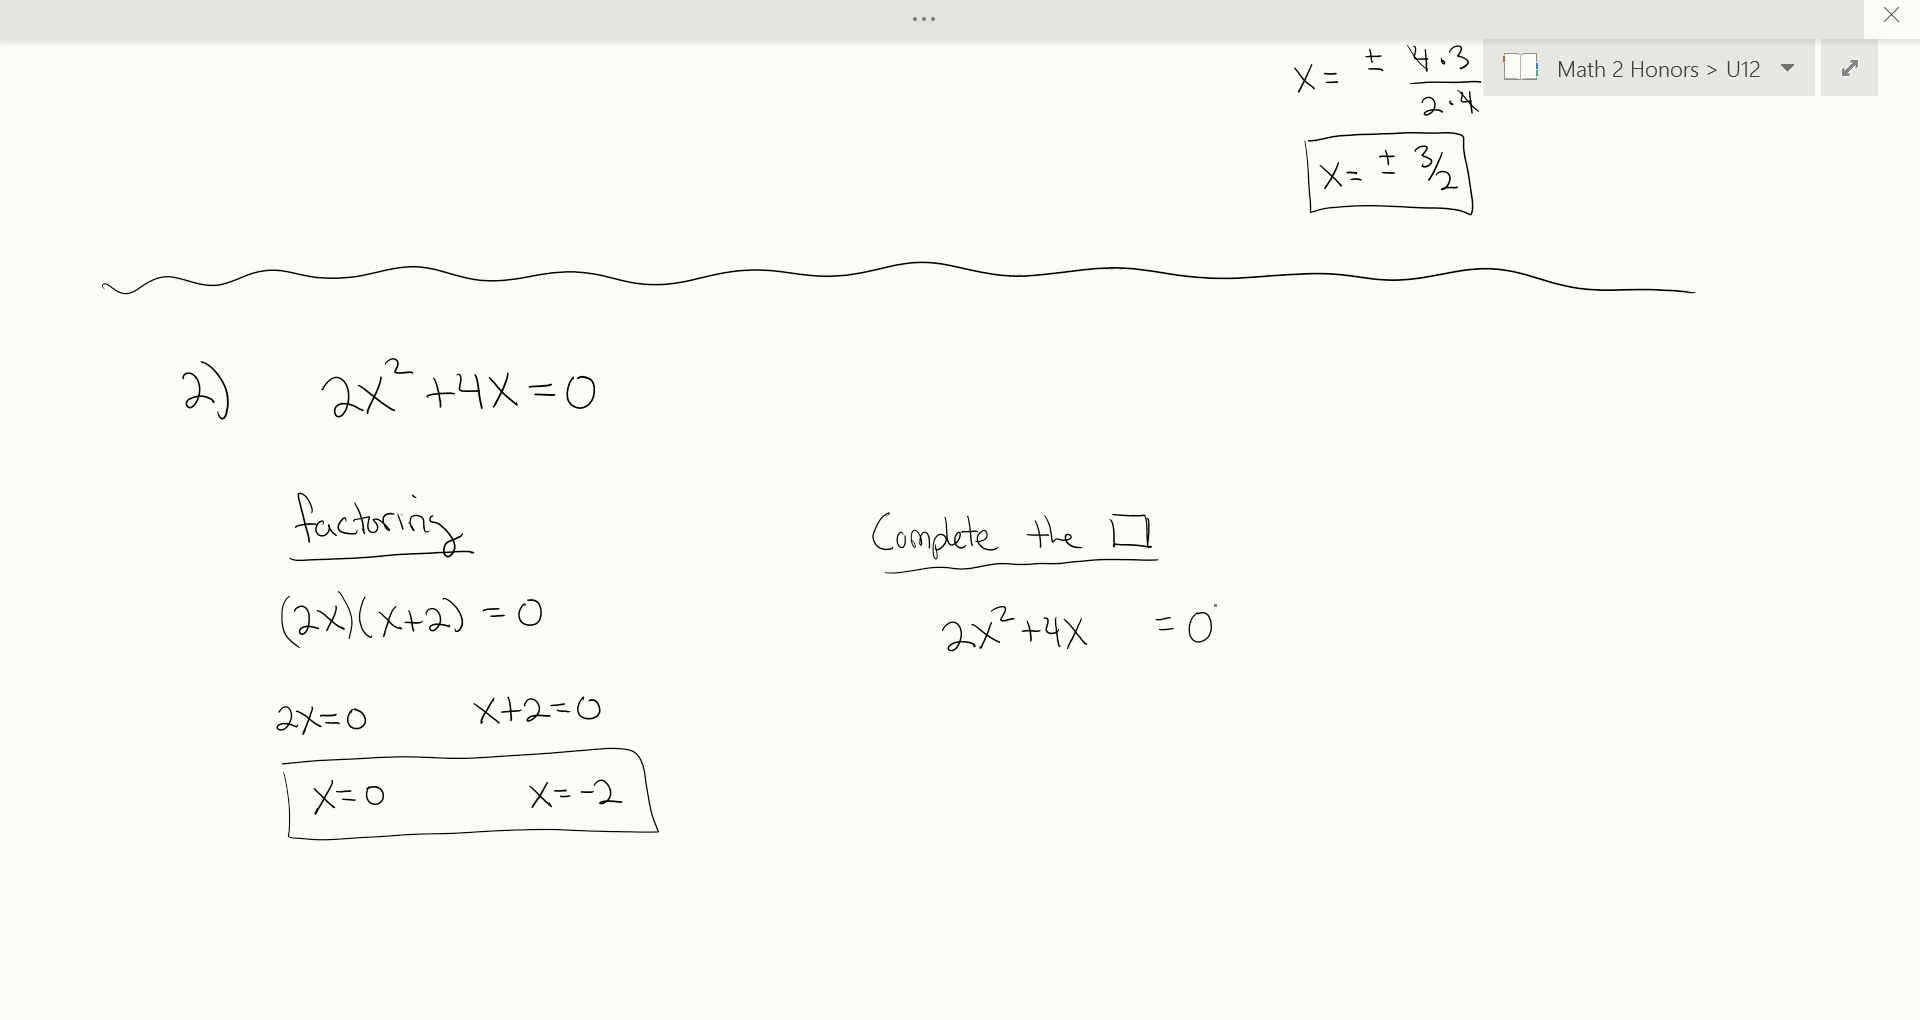 ...
Math 2 Honors > U12
x = ± 4·3/2·4
x = ± 3/2
2) 2x² + 4x = 0
factoring
(2x)(x+2) = 0
2x = 0 x+2 = 0
x = 0 x = -2
Complete the □
2x² + 4x = 0